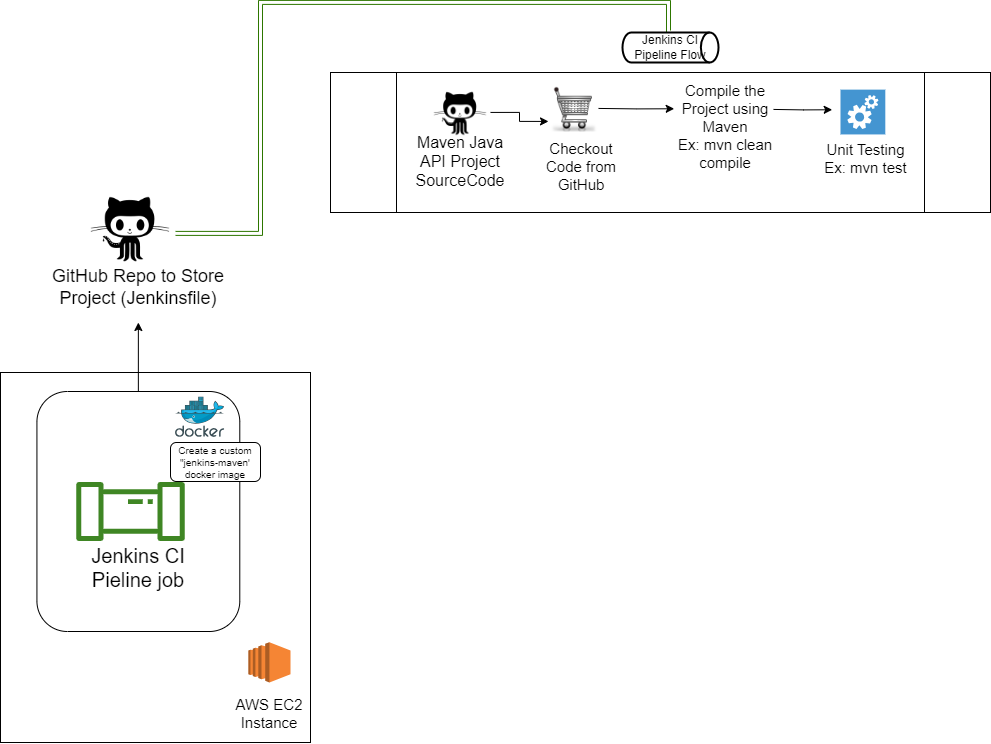 Jenkins CI
Pipeline Flow
Maven Java
API Project
SourceCode
Checkout
Code from
GitHub
Compile the
Project using
Maven
Ex: mvn clean
compile
Unit Testing
Ex: mvn test
GitHub Repo to Store
Project (Jenkinsfile)
docker
Create a custom
"jenkins-maven'
docker image
Jenkins CI
Pieline job
AWS EC2
Instance